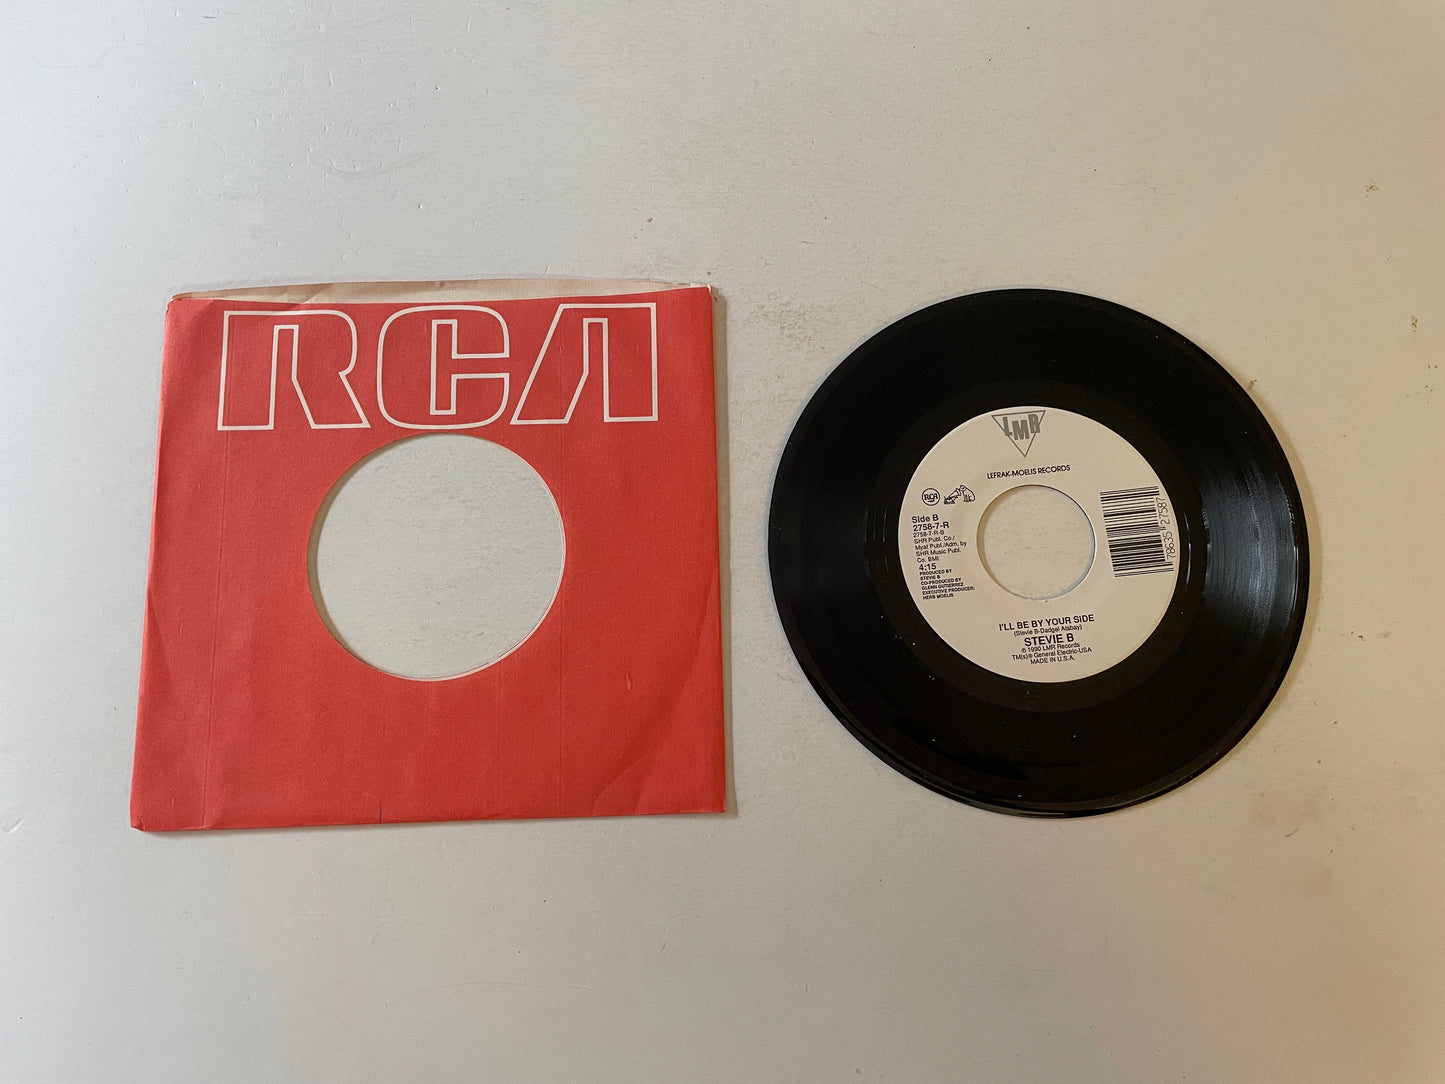 RCA
LMR
LEFRAK-MOELIS RECORDS
RCA
Side B
2758-7-R
2758-7-R-B
SHR Publ. Co./
Myat Publ./Adm. by
SHR Music Publ.
Co. BMI
4:15
PRODUCED BY
STEVIE B
CO-PRODUCED BY
GLENN GUTIERREZ
EXECUTIVE PRODUCER:
HERB MOELIS
78635 27587
I'LL BE BY YOUR SIDE
(Stevie B-Dadgel Atabay)
STEVIE B
℗ 1990 LMR Records
TM(s)® General Electric-USA
MADE IN U.S.A.